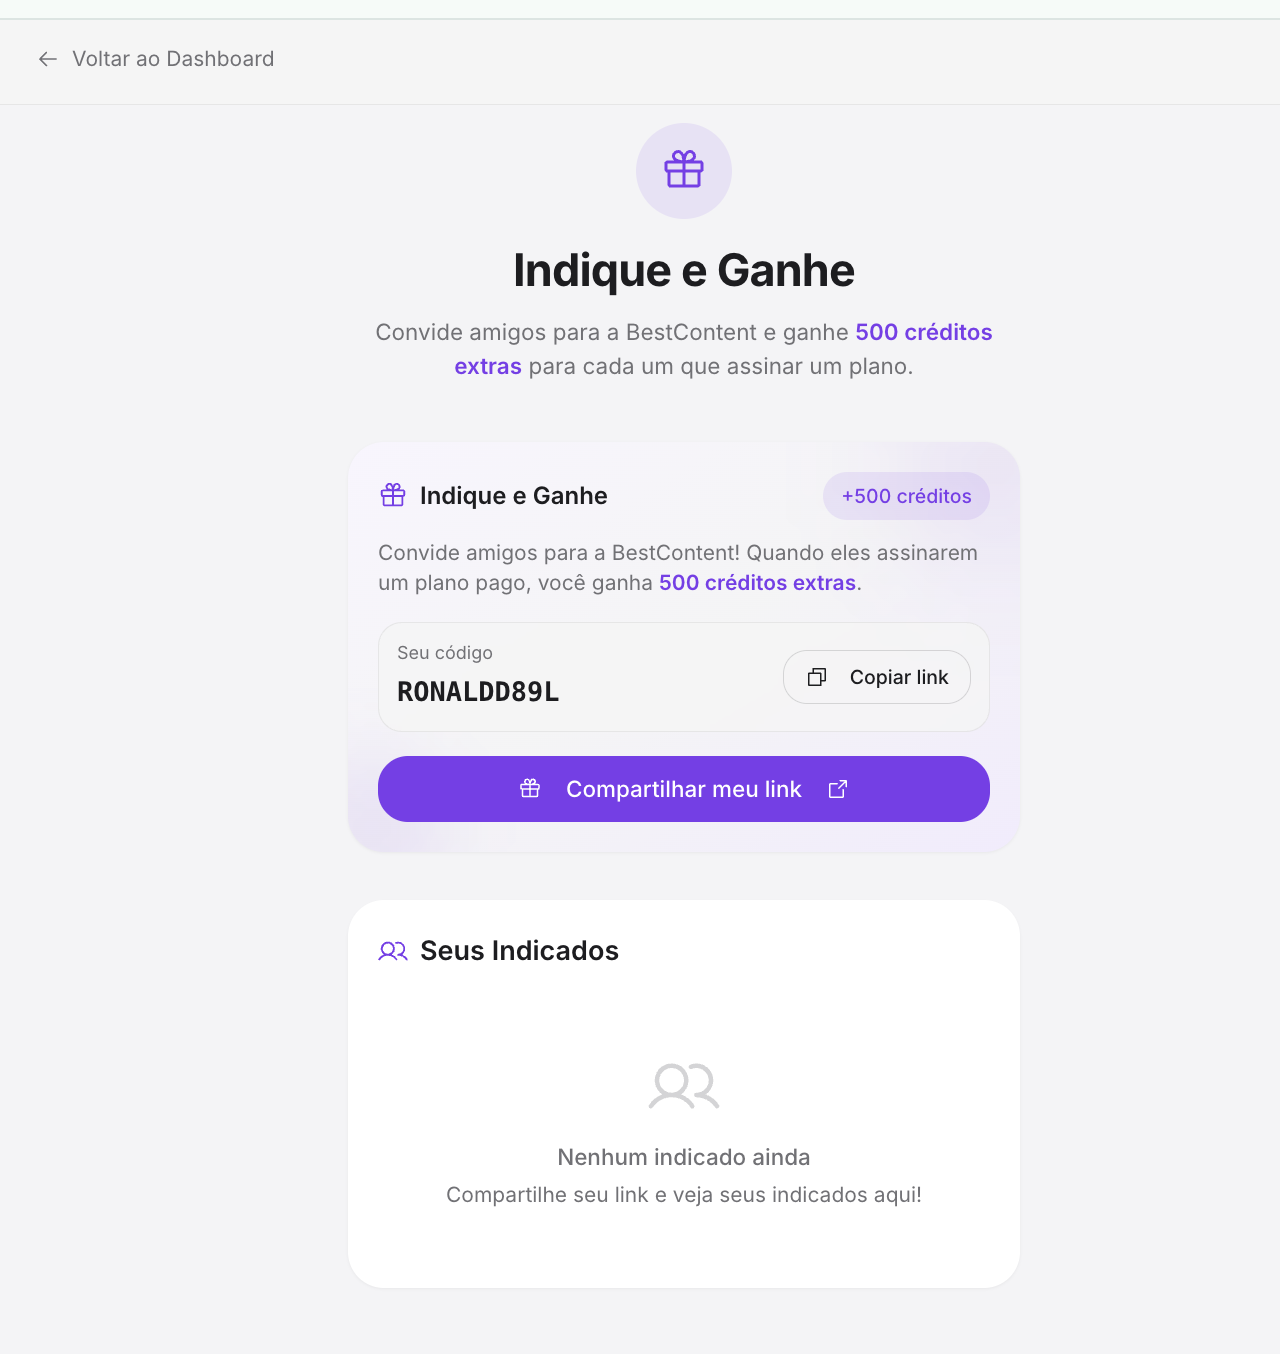 Voltar ao Dashboard
Indique e Ganhe
Convide amigos para a BestContent e ganhe 500 créditos
extras para cada um que assinar um plano.
Indique e Ganhe
+500 créditos
Convide amigos para a BestContent! Quando eles assinarem
um plano pago, você ganha 500 créditos extras.
Seu código
RONALDD89L
Copiar link
Compartilhar meu link
Seus Indicados
Nenhum indicado ainda
Compartilhe seu link e veja seus indicados aqui!